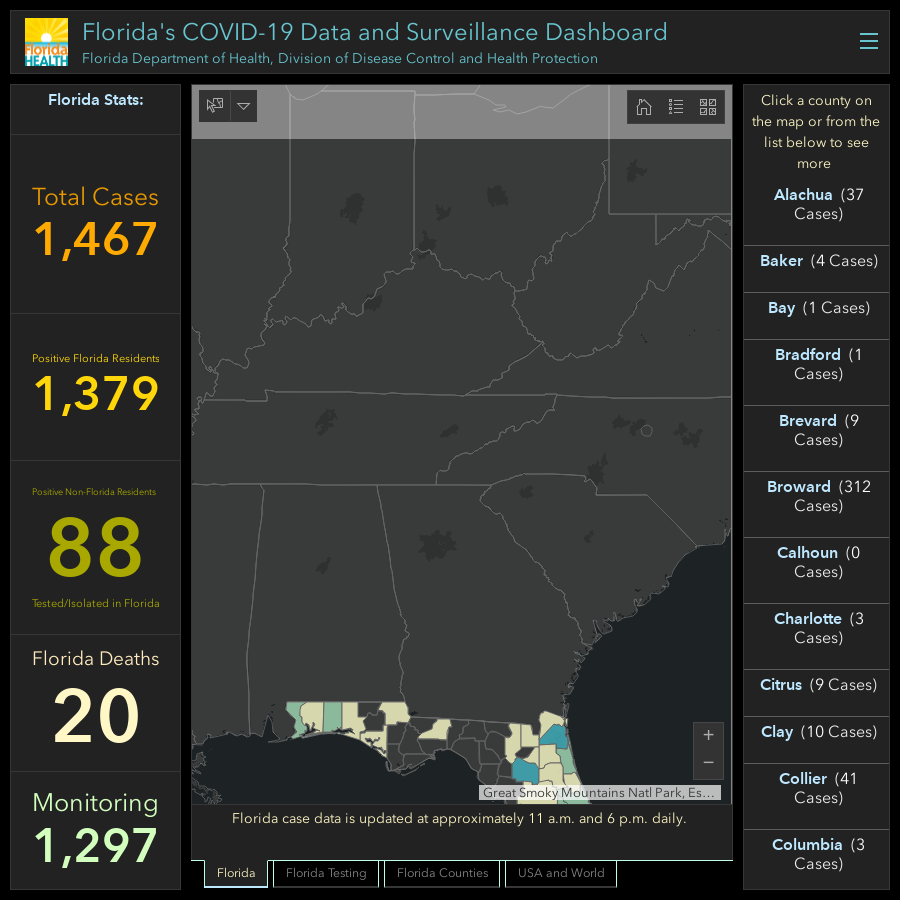 Florida
HEALTH
Florida's COVID-19 Data and Surveillance Dashboard
Florida Department of Health, Division of Disease Control and Health Protection
Florida Stats:
Total Cases
1,467
Positive Florida Residents
1,379
Positive Non-Florida Residents
88
Tested/Isolated in Florida
Florida Deaths
20
Monitoring
1,297
+
−
Great Smoky Mountains Natl Park, Es...
Florida case data is updated at approximately 11 a.m. and 6 p.m. daily.
Florida
Florida Testing
Florida Counties
USA and World
Click a county on
the map or from the
list below to see
more
Alachua (37
Cases)
Baker (4 Cases)
Bay (1 Cases)
Bradford (1
Cases)
Brevard (9
Cases)
Broward (312
Cases)
Calhoun (0
Cases)
Charlotte (3
Cases)
Citrus (9 Cases)
Clay (10 Cases)
Collier (41
Cases)
Columbia (3
Cases)